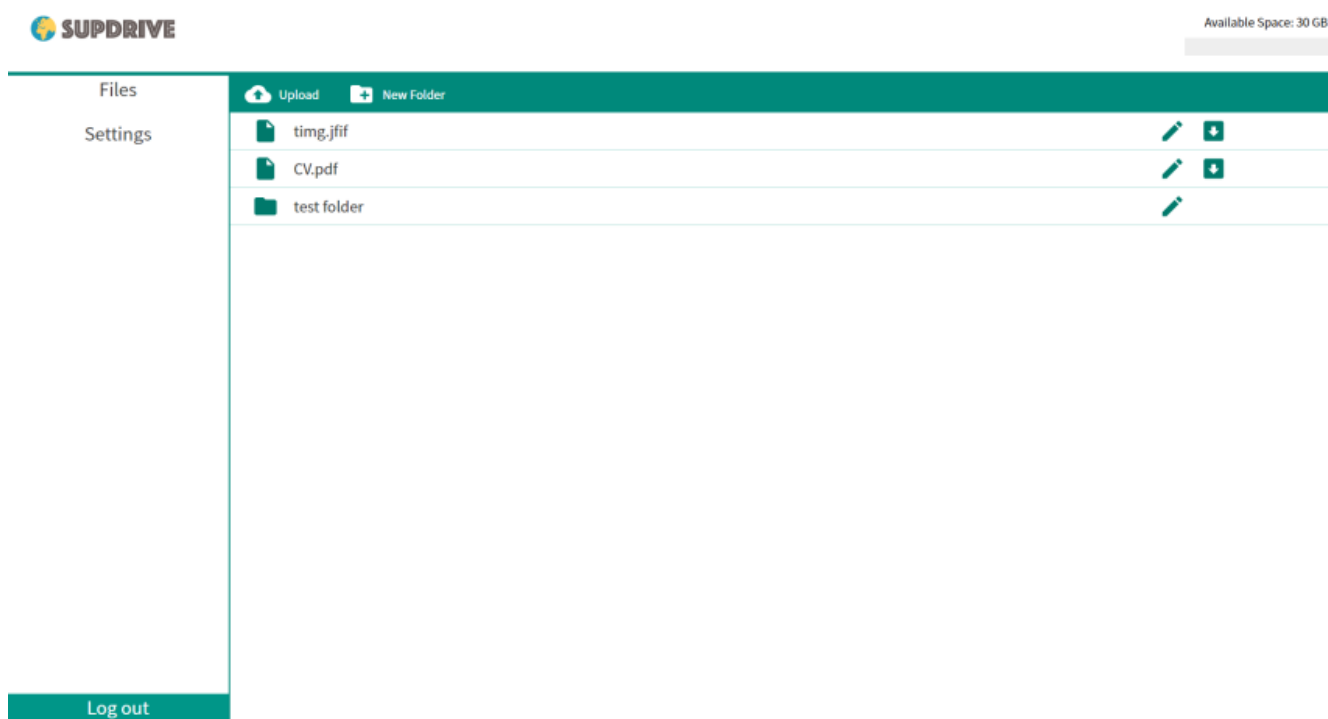 SUPDRIVE
Available Space: 30 GB
Files
Settings
Upload
New Folder
timg.jfif
CV.pdf
test folder
Log out